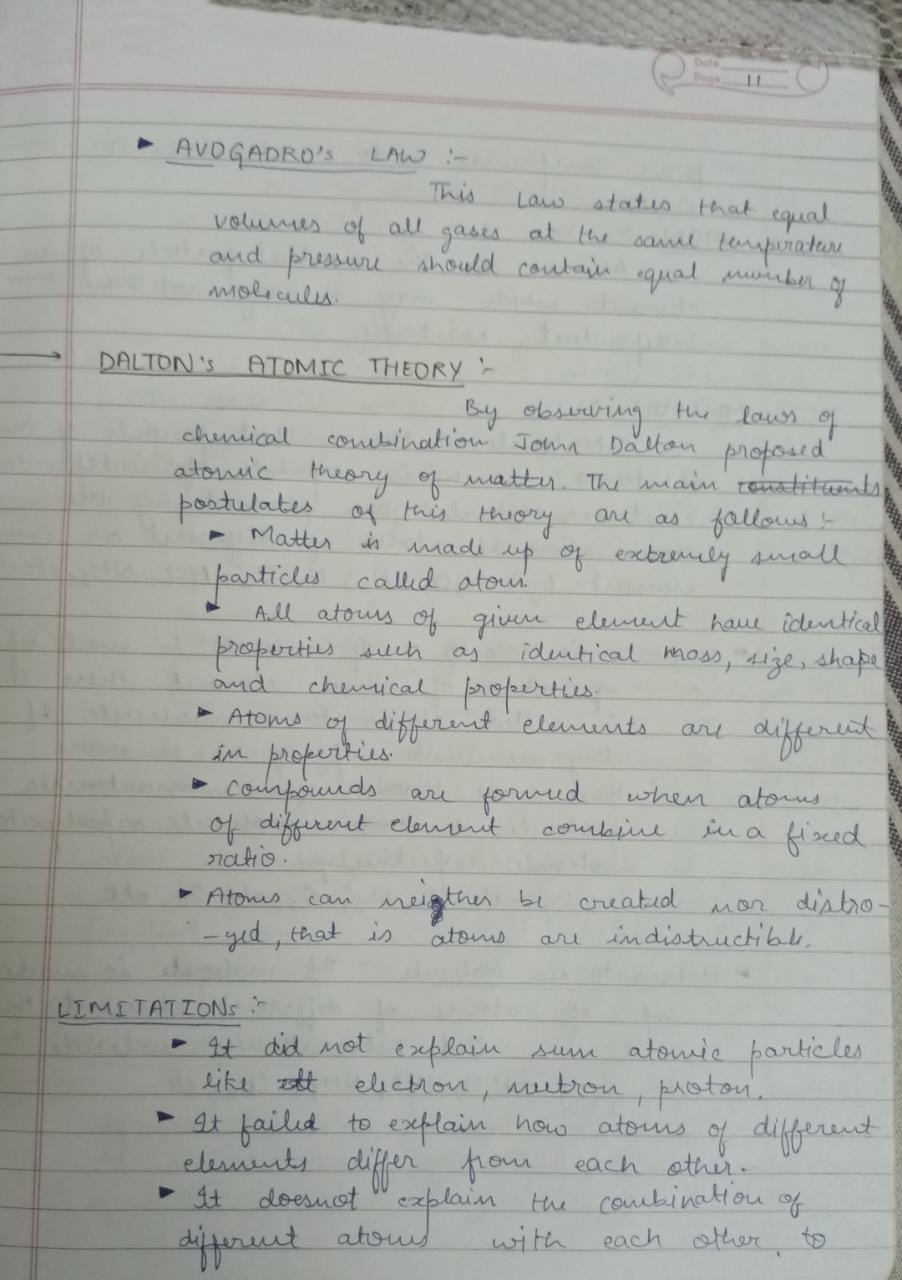 Date
Page 11
► AVOGADRO's LAW :-
This Law states that equal
volumes of all gases at the same temperature
and pressure should contain equal number of
molecules.
→ DALTON's ATOMIC THEORY :-
By observing the laws of
chemical combination John Dalton proposed
atomic theory of matter. The main constituents
postulates of this theory are as follows :-
► Matter is made up of extremely small
particles called atom.
► All atoms of given element have identical
properties such as identical mass, size, shape
and chemical properties.
► Atoms of different elements are different
in properties.
► compounds are formed when atoms
of different element combine in a fixed
ratio.
► Atoms can neigther be created nor distro-
-yed, that is atoms are indistructible.
LIMITATIONs :-
► It did not explain sum atomic particles
like electron, neutron, proton.
► It failed to explain how atoms of different
elements differ from each other.
► It doesnot explain the combination of
different atoms with each other, to